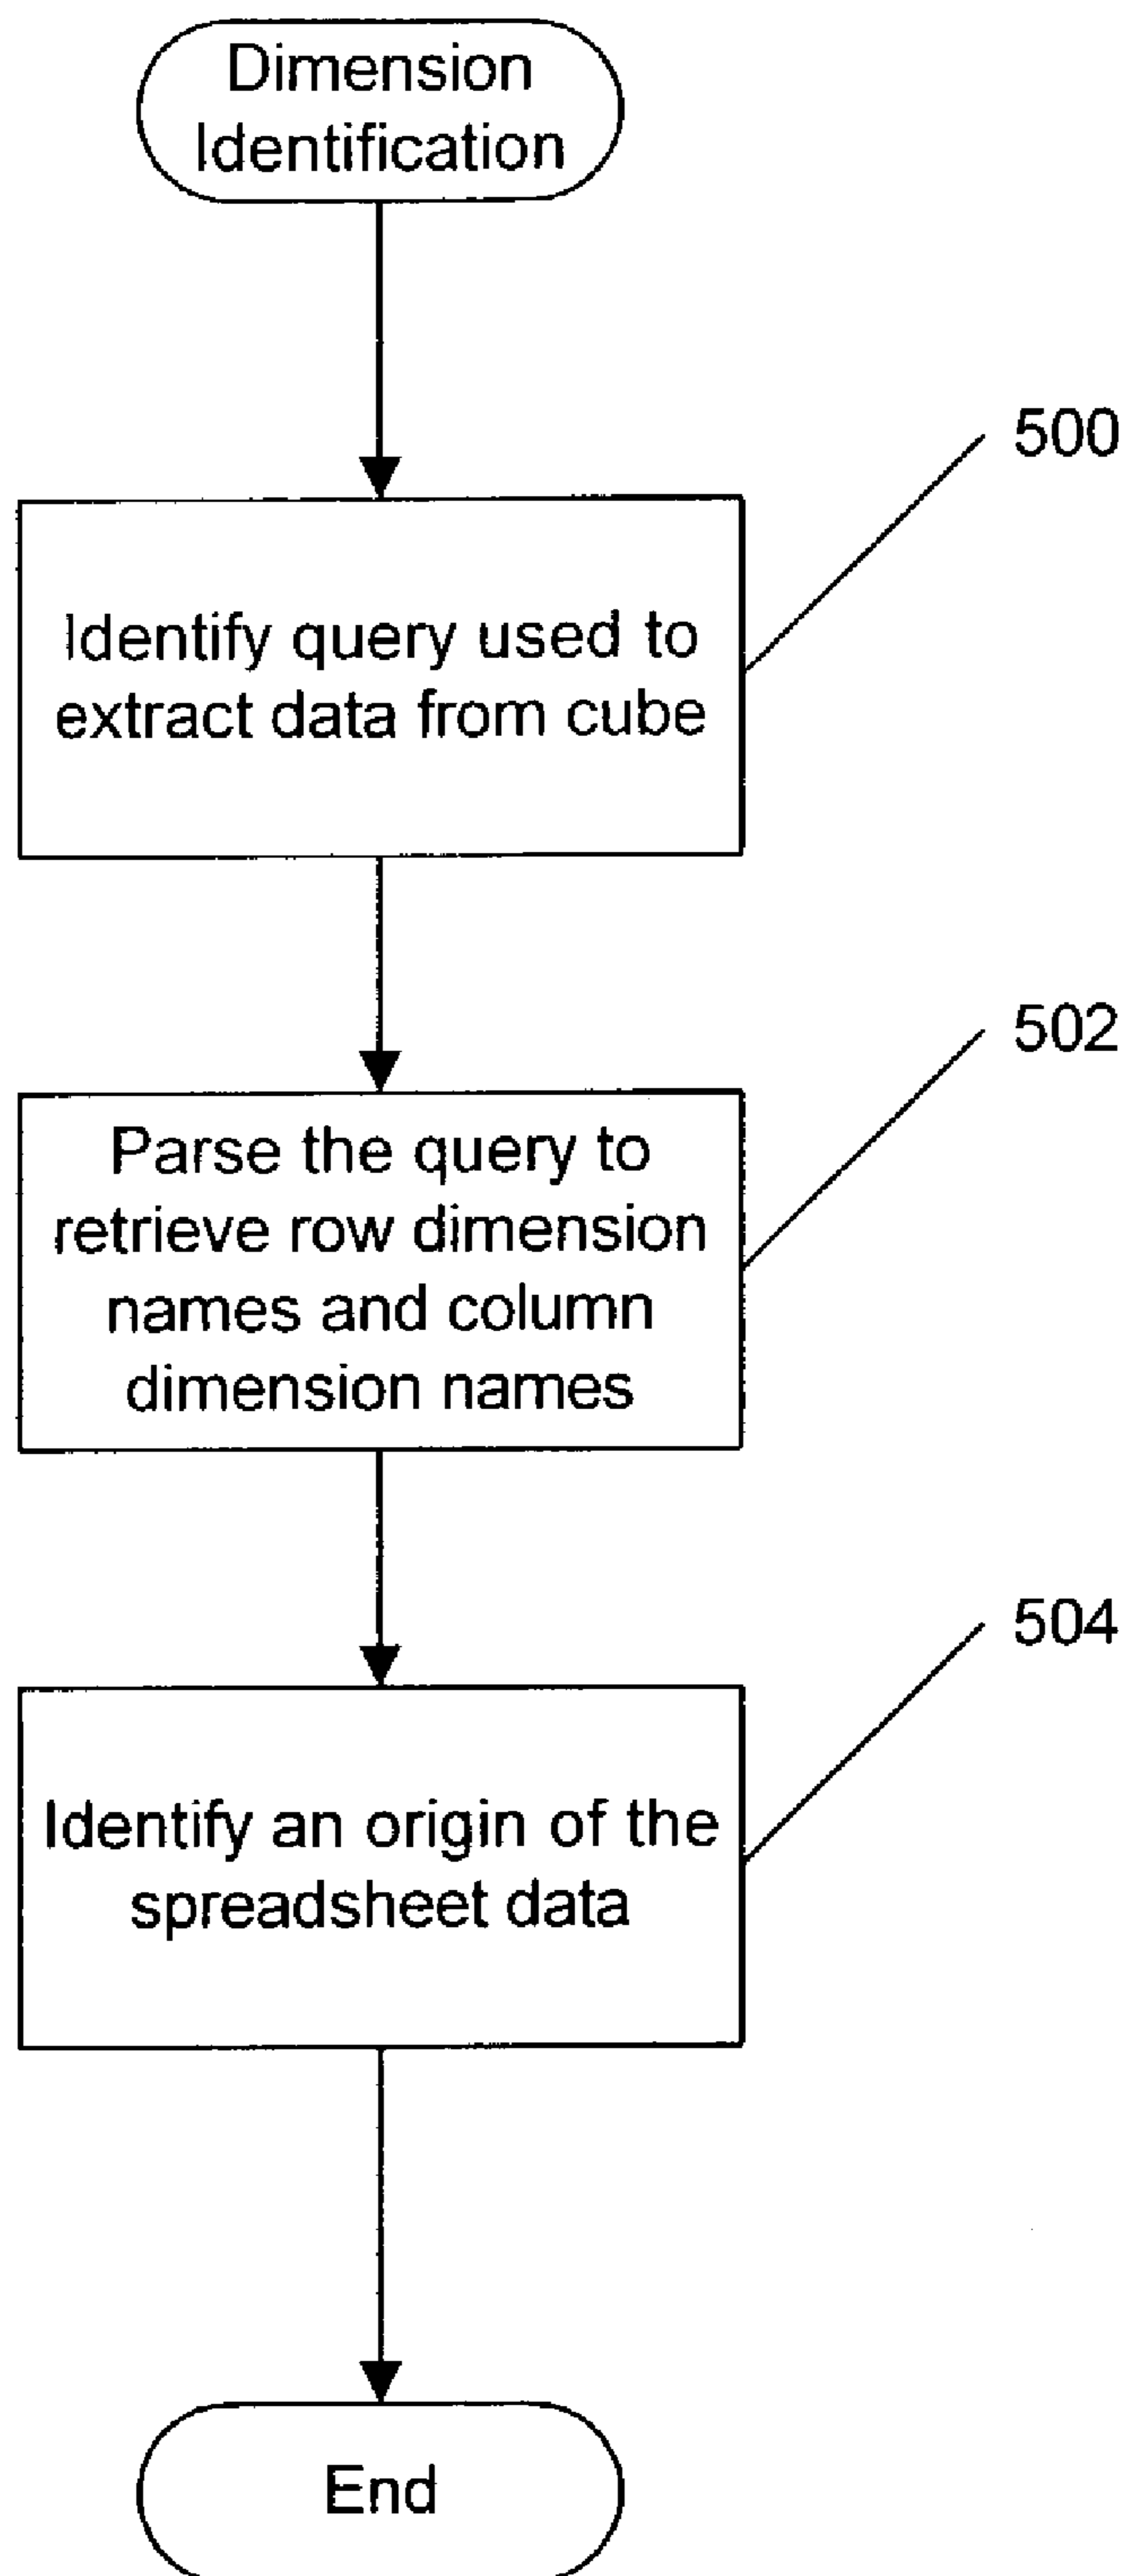 Dimension
Identification
500
Identify query used to
extract data from cube
502
Parse the query to
retrieve row dimension
names and column
dimension names
504
Identify an origin of the
spreadsheet data
End